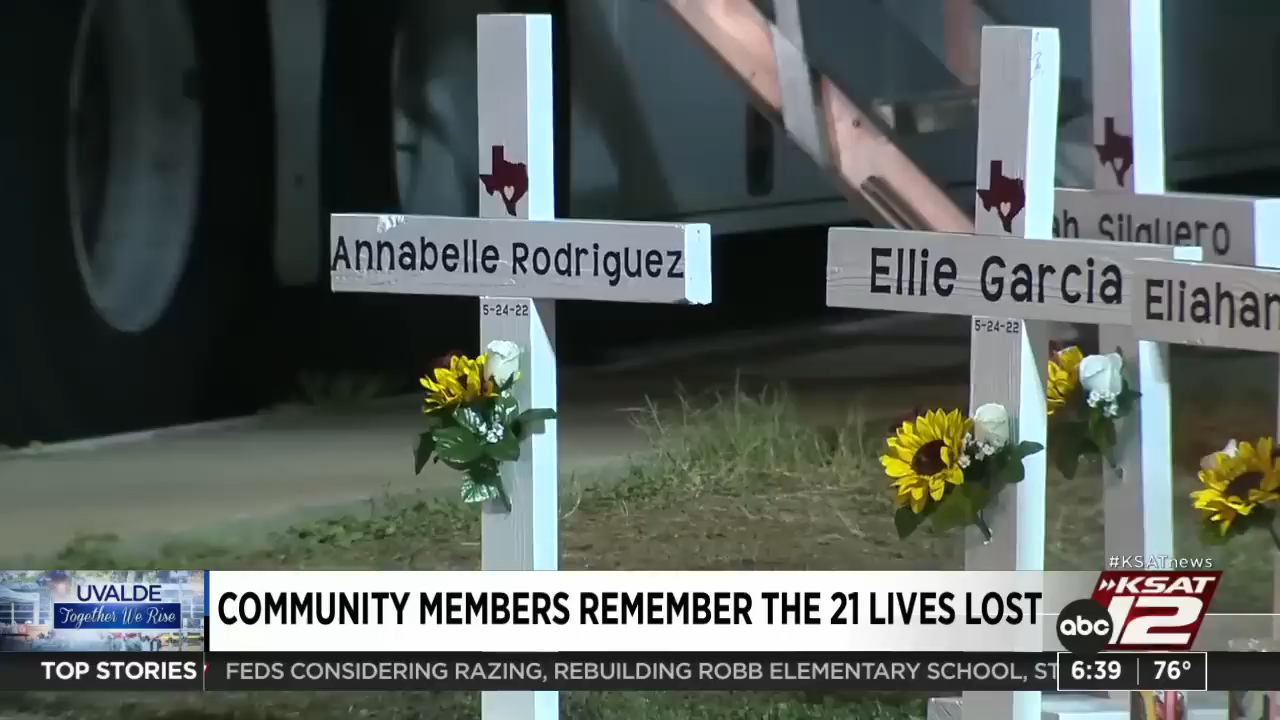 Annabelle Rodriguez
5-24-22
Ellie Garcia
5-24-22
ah Silguero
Eliahan
#KSATnews
UVALDE
Together We Rise
COMMUNITY MEMBERS REMEMBER THE 21 LIVES LOST
abc
KSAT
12
TOP STORIES
FEDS CONSIDERING RAZING, REBUILDING ROBB ELEMENTARY SCHOOL, ST
6:39
76°